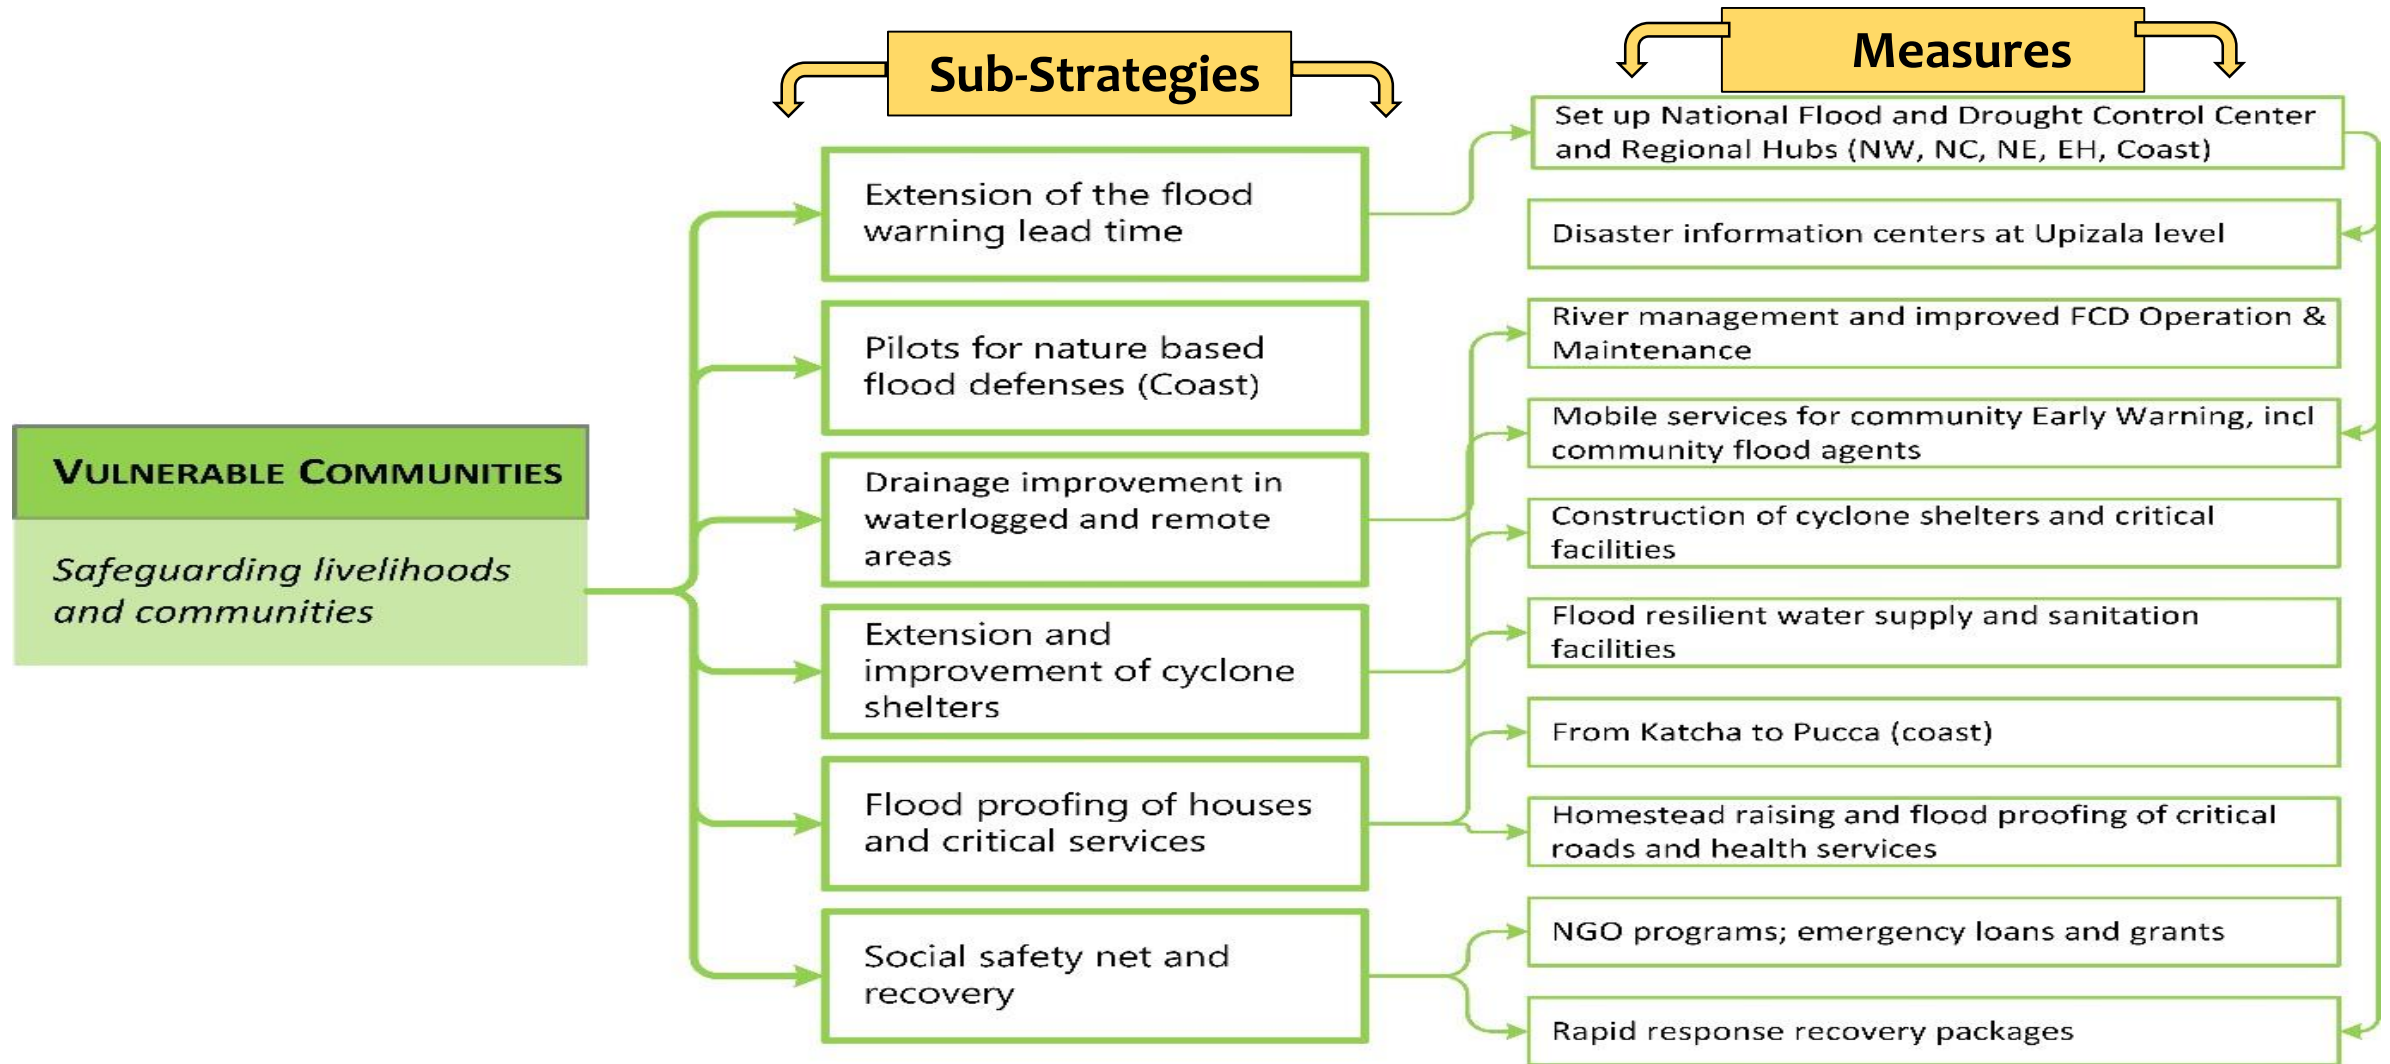 Sub-Strategies
Measures
VULNERABLE COMMUNITIES
Safeguarding livelihoods
and communities
Extension of the flood
warning lead time
Pilots for nature based
flood defenses (Coast)
Drainage improvement in
waterlogged and remote
areas
Extension and
improvement of cyclone
shelters
Flood proofing of houses
and critical services
Social safety net and
recovery
Set up National Flood and Drought Control Center
and Regional Hubs (NW, NC, NE, EH, Coast)
Disaster information centers at Upizala level
River management and improved FCD Operation &
Maintenance
Mobile services for community Early Warning, incl
community flood agents
Construction of cyclone shelters and critical
facilities
Flood resilient water supply and sanitation
facilities
From Katcha to Pucca (coast)
Homestead raising and flood proofing of critical
roads and health services
NGO programs; emergency loans and grants
Rapid response recovery packages